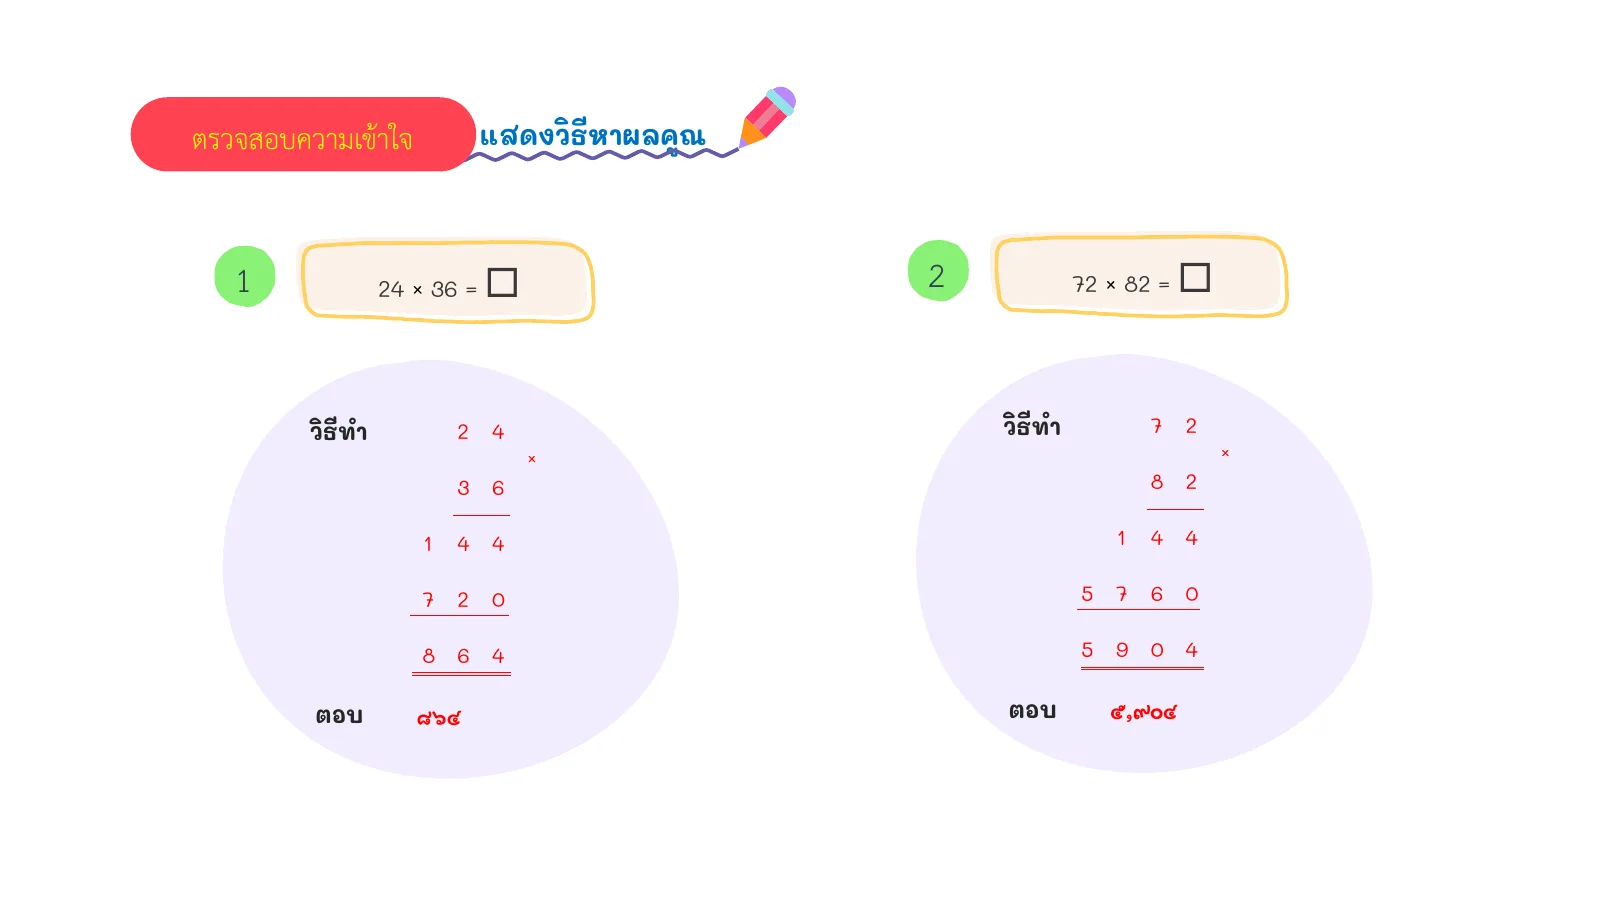 ตรวจสอบความเข้าใจ แสดงวิธีหาผลคูณ
1
24 × 36 = □
วิธีทำ 2 4
×
3 6
1 4 4
7 2 0
8 6 4
ตอบ ๘๖๔
2
72 × 82 = □
วิธีทำ 7 2
×
8 2
1 4 4
5 7 6 0
5 9 0 4
ตอบ ๕,๙๐๔